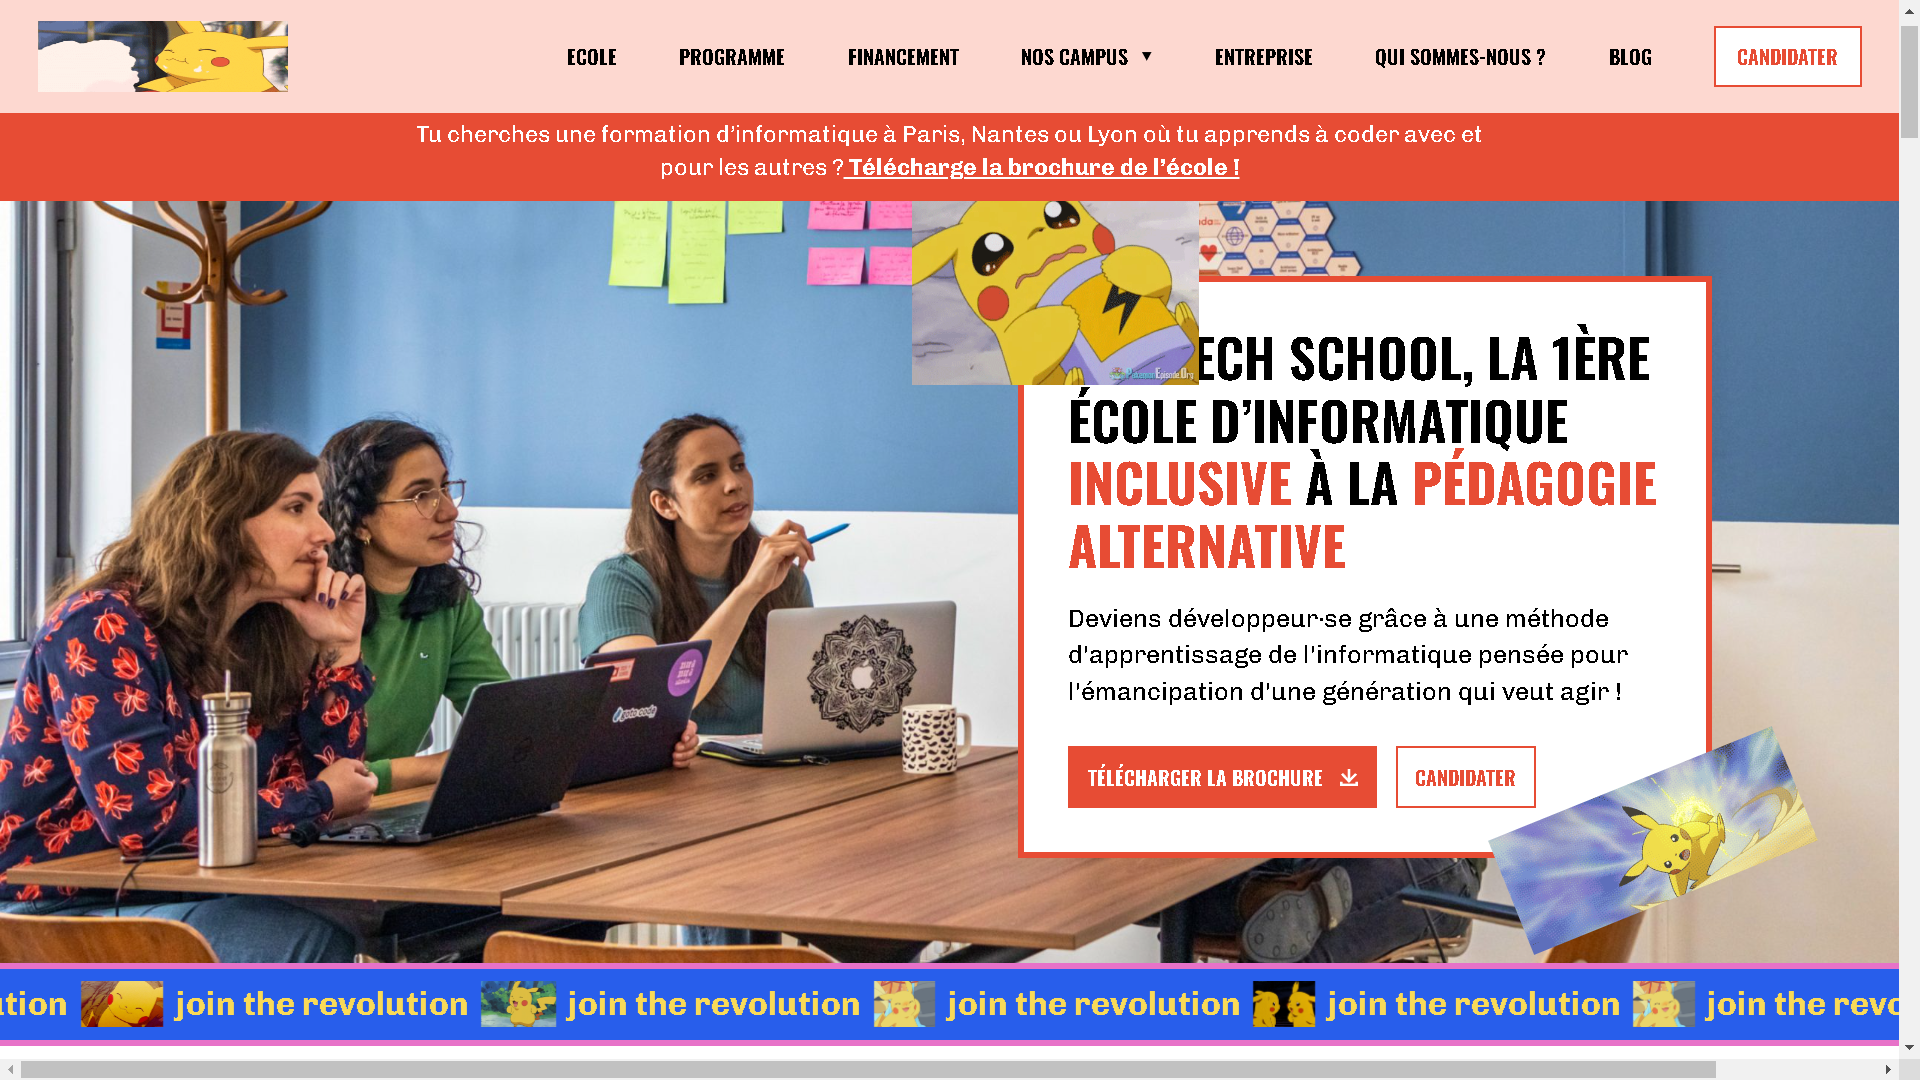 ECOLE PROGRAMME FINANCEMENT NOS CAMPUS ENTREPRISE QUI SOMMES-NOUS ? BLOG CANDIDATER
Tu cherches une formation d’informatique à Paris, Nantes ou Lyon où tu apprends à coder avec et
pour les autres ? Télécharge la brochure de l’école !
ECH SCHOOL, LA 1ÈRE
ÉCOLE D’INFORMATIQUE
INCLUSIVE À LA PÉDAGOGIE
ALTERNATIVE
Deviens développeur·se grâce à une méthode
d'apprentissage de l'informatique pensée pour
l'émancipation d'une génération qui veut agir !
TÉLÉCHARGER LA BROCHURE CANDIDATER
ution join the revolution join the revolution join the revolution join the revolution join the revo